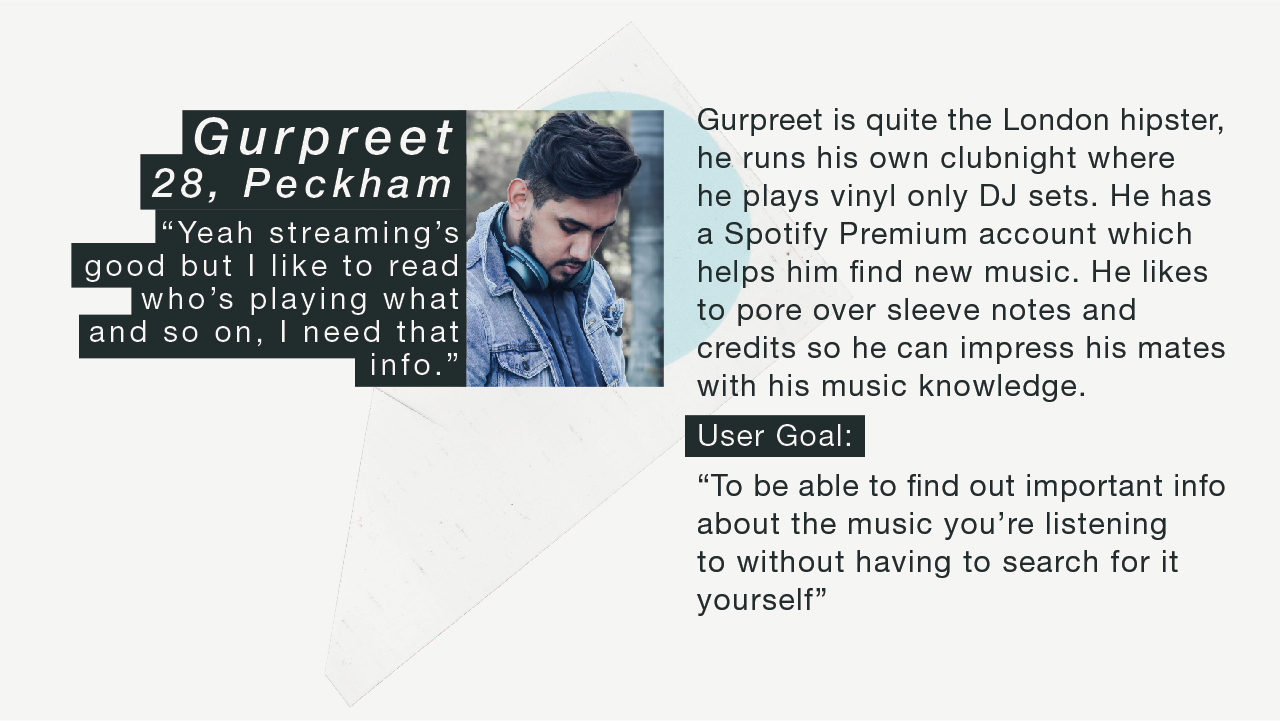 Gurpreet
28, Peckham
“Yeah streaming’s
good but I like to read
who’s playing what
and so on, I need that
info.”
Gurpreet is quite the London hipster,
he runs his own clubnight where
he plays vinyl only DJ sets. He has
a Spotify Premium account which
helps him find new music. He likes
to pore over sleeve notes and
credits so he can impress his mates
with his music knowledge.
User Goal:
“To be able to find out important info
about the music you’re listening
to without having to search for it
yourself”